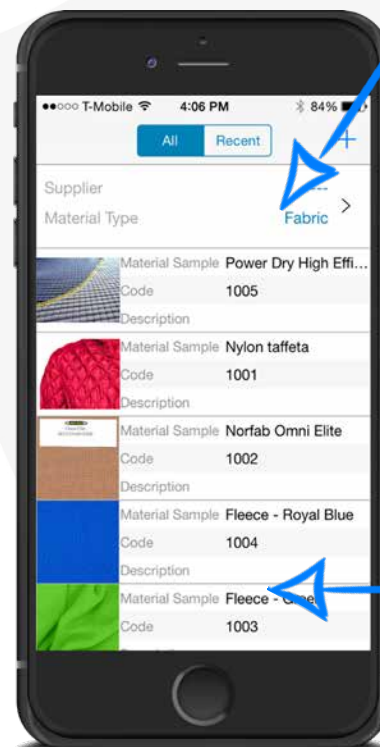 T-Mobile 4:06 PM 84%
All Recent +
Supplier
Material Type Fabric >
Material Sample Power Dry High Effi...
Code 1005
Description
Material Sample Nylon taffeta
Code 1001
Description
Material Sample Norfab Omni Elite
Code 1002
Description
Material Sample Fleece - Royal Blue
Code 1004
Description
Material Sample Fleece - Green
Code 1003